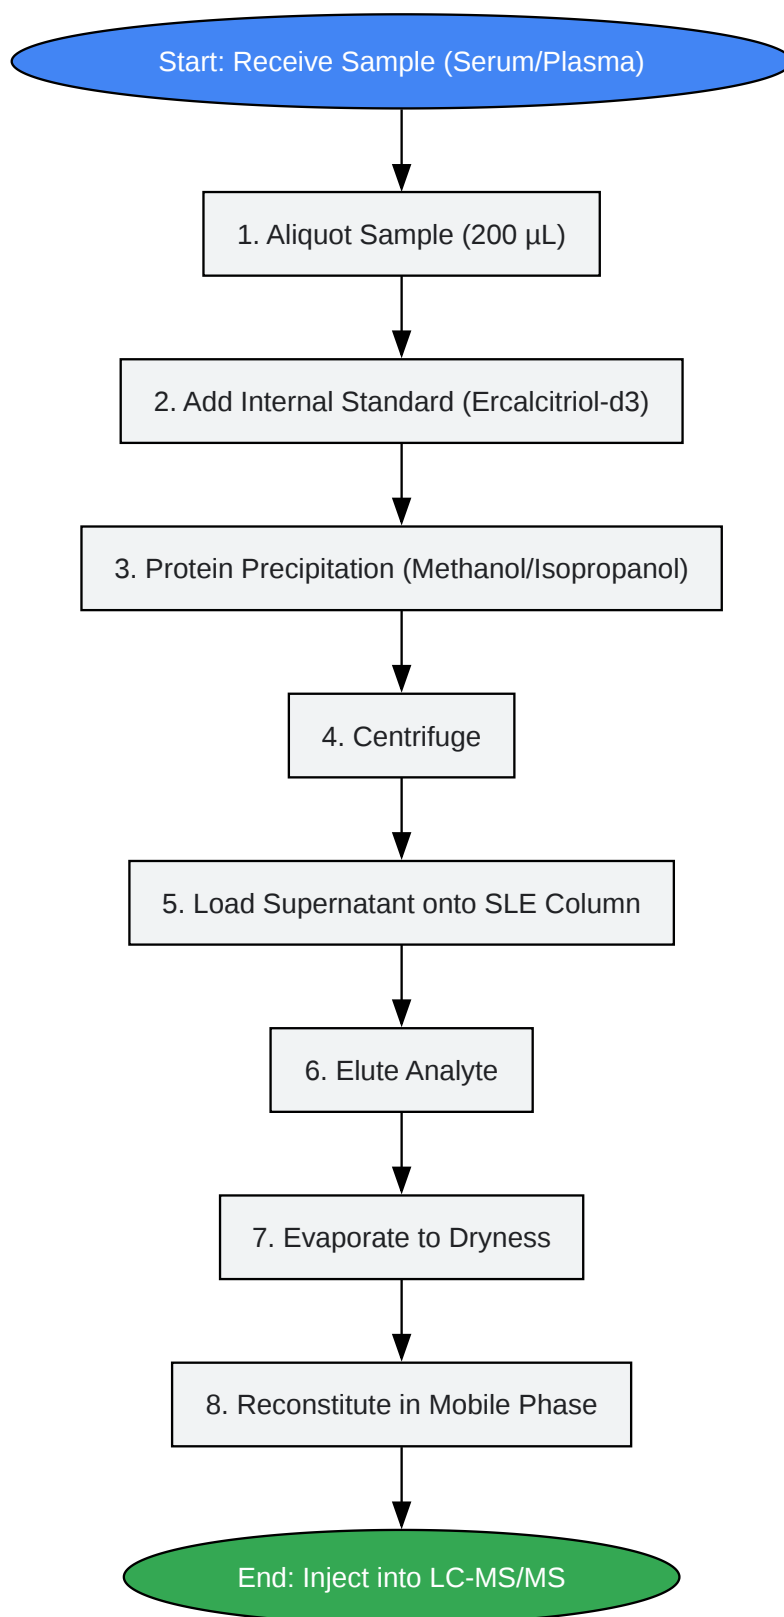 Start: Receive Sample (Serum/Plasma)
1. Aliquot Sample (200 µL)
2. Add Internal Standard (Ercalcitriol-d3)
3. Protein Precipitation (Methanol/Isopropanol)
4. Centrifuge
5. Load Supernatant onto SLE Column
6. Elute Analyte
7. Evaporate to Dryness
8. Reconstitute in Mobile Phase
End: Inject into LC-MS/MS